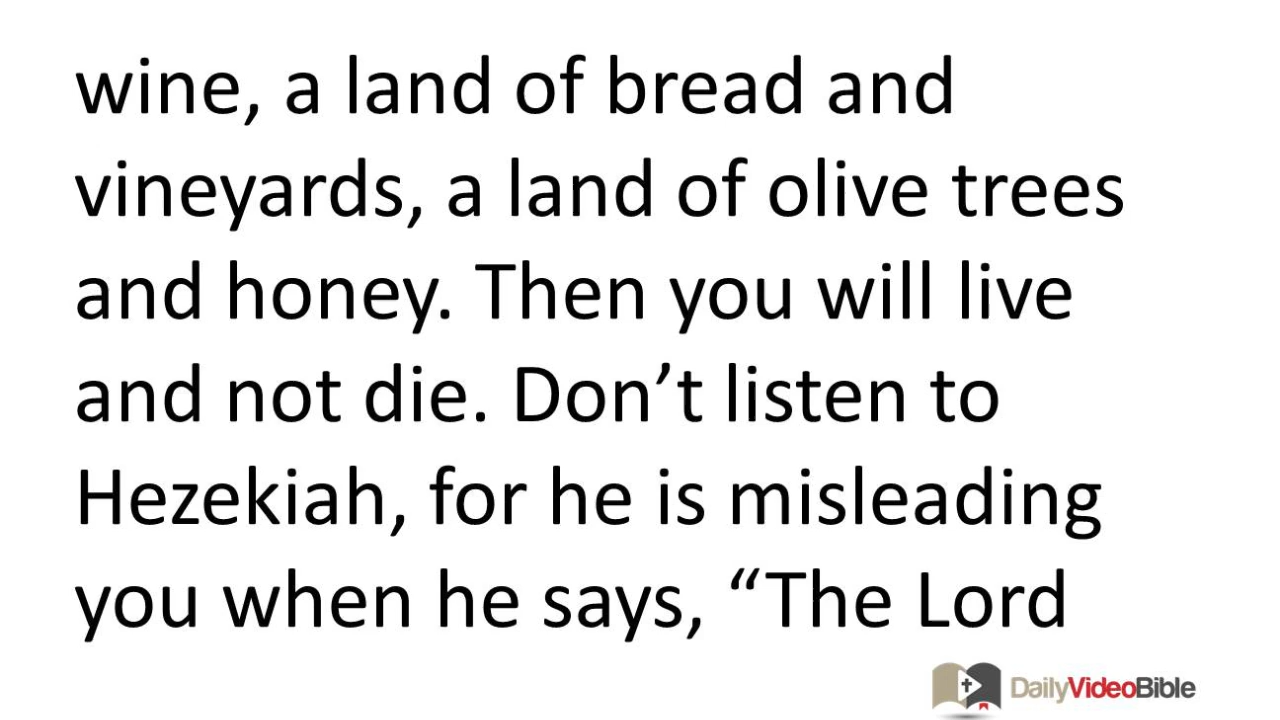 wine, a land of bread and
vineyards, a land of olive trees
and honey. Then you will live
and not die. Don’t listen to
Hezekiah, for he is misleading
you when he says, “The Lord
DailyVideoBible